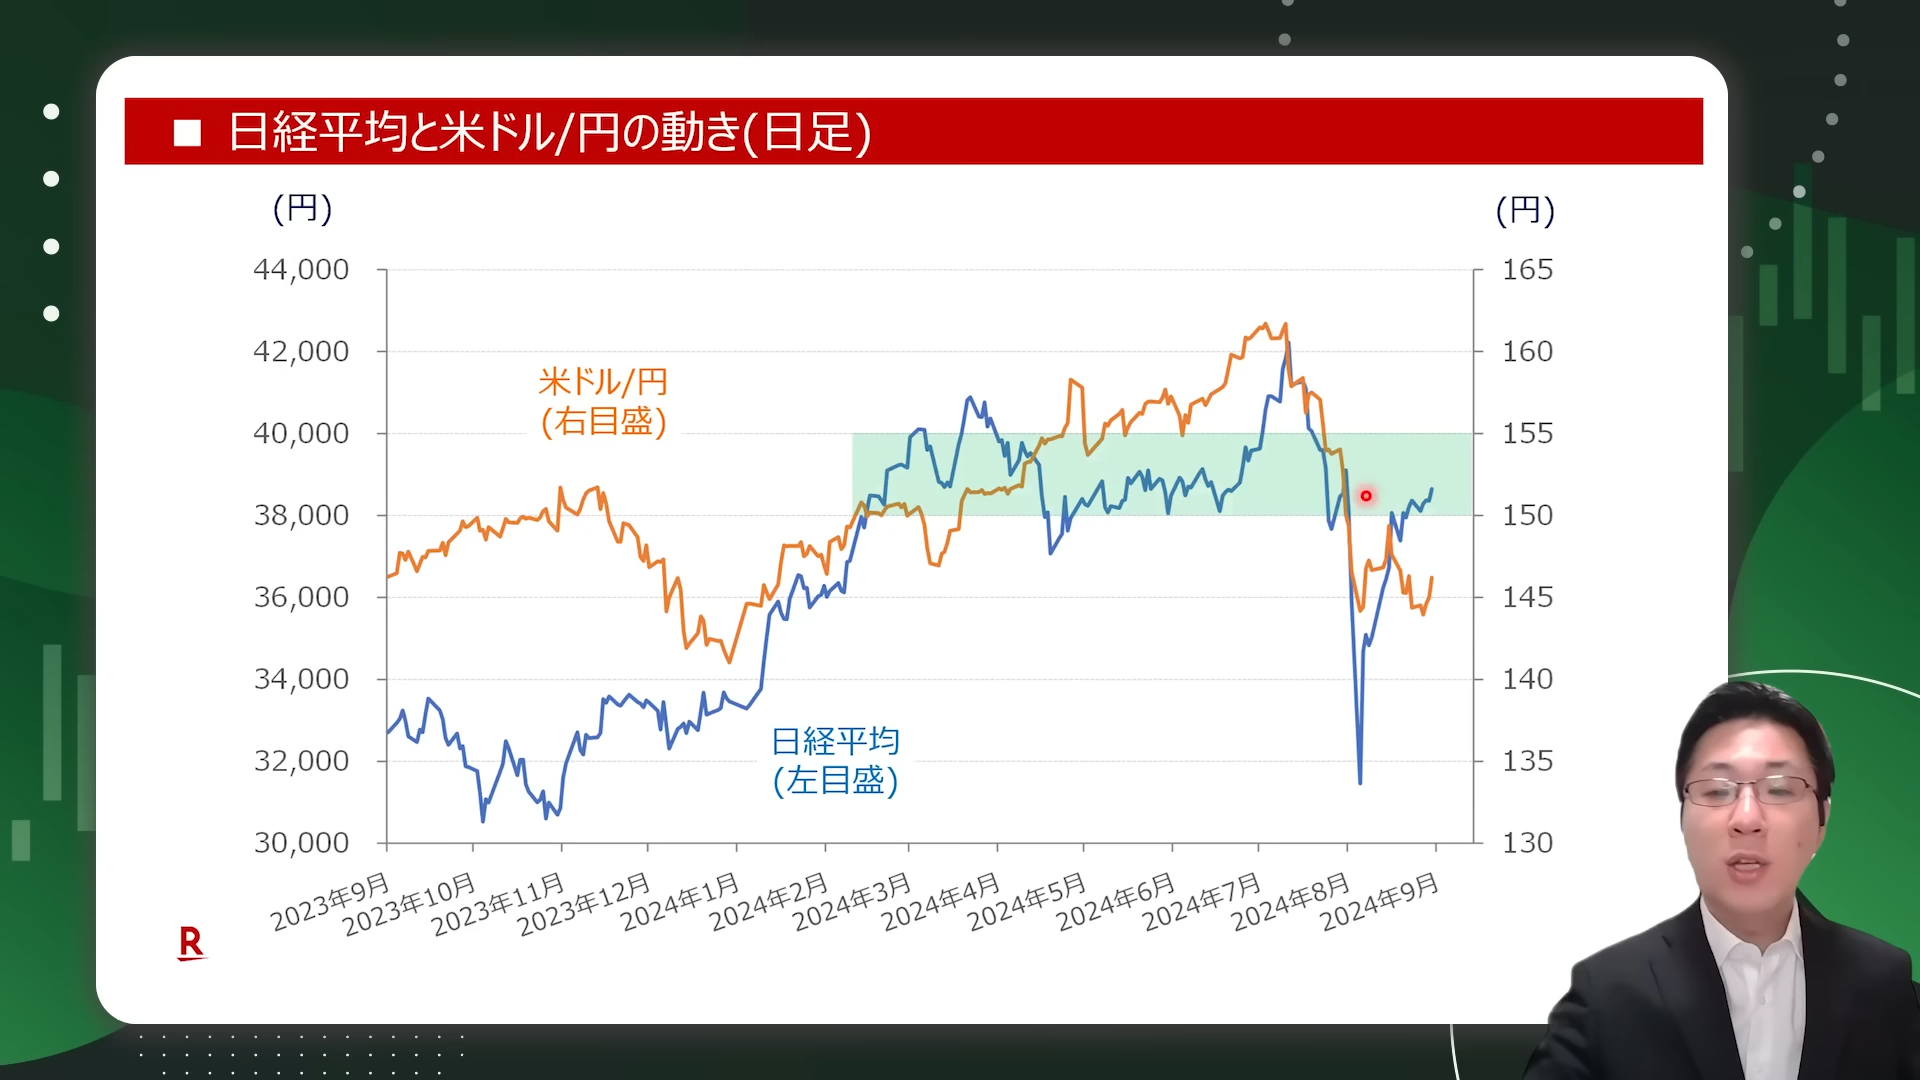 ■ 日経平均と米ドル/円の動き(日足)
(円)
(円)
44,000
42,000
40,000
38,000
36,000
34,000
32,000
30,000
165
160
155
150
145
140
135
130
米ドル/円
(右目盛)
日経平均
(左目盛)
2023年9月
2023年10月
2023年11月
2023年12月
2024年1月
2024年2月
2024年3月
2024年4月
2024年5月
2024年6月
2024年7月
2024年8月
2024年9月
R